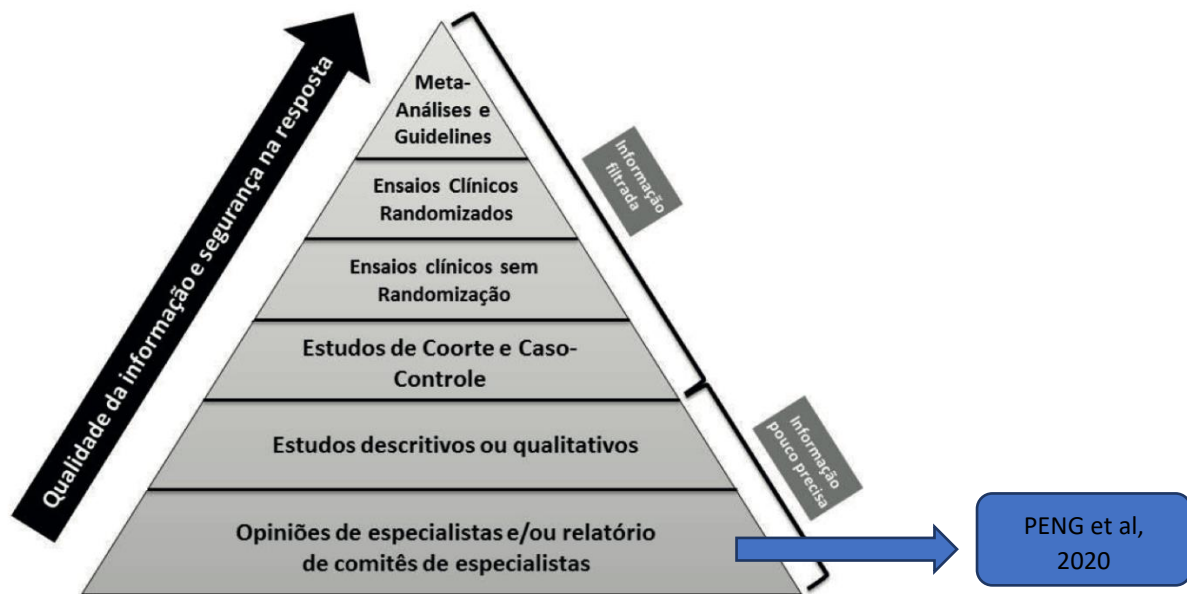 Qualidade da informação e segurança na resposta
Meta-
Análises e
Guidelines
Ensaios Clínicos
Randomizados
Ensaios clínicos sem
Randomização
Estudos de Coorte e Caso-
Controle
Estudos descritivos ou qualitativos
Opiniões de especialistas e/ou relatório
de comitês de especialistas
Informação
filtrada
Informação
pouco precisa
PENG et al,
2020